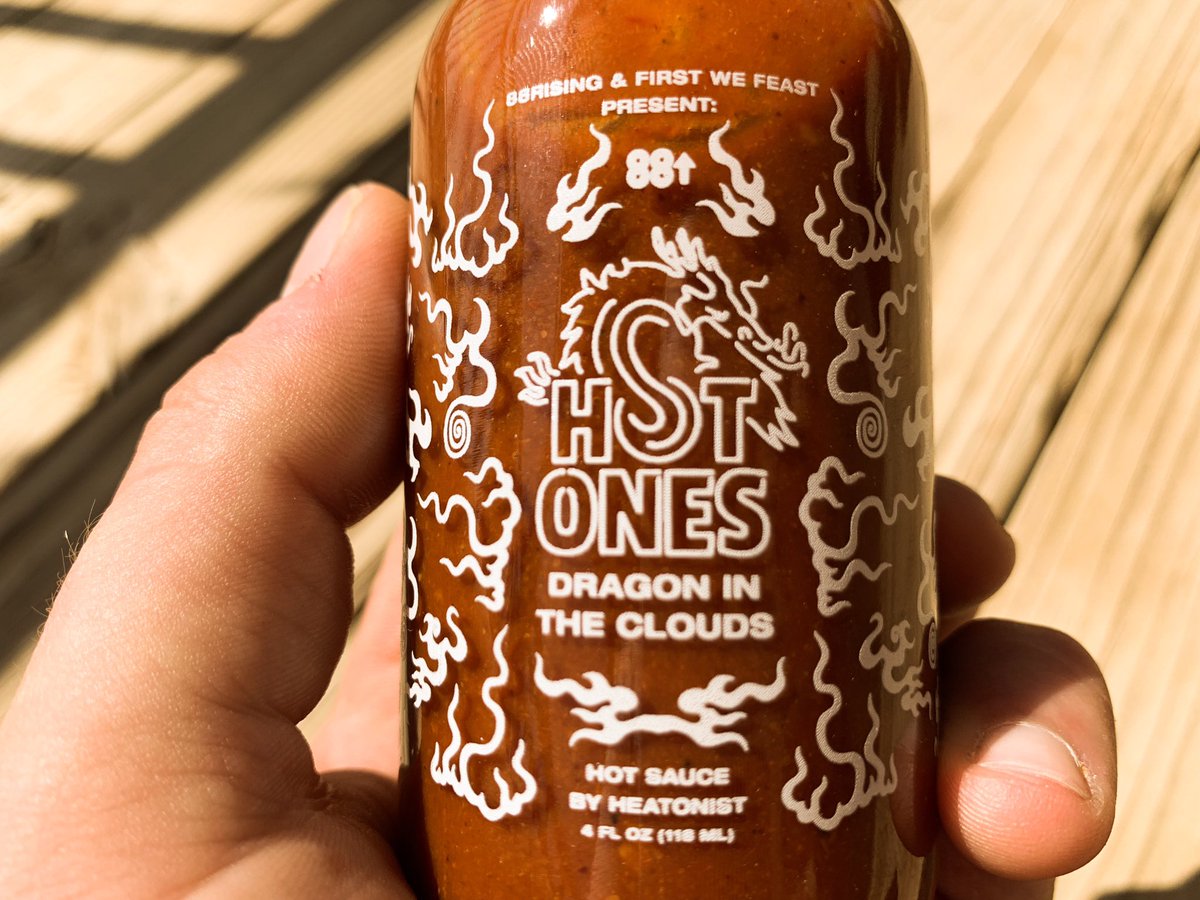 88RISING & FIRST WE FEAST
PRESENT:
88↑
HOT
ONES
DRAGON IN
THE CLOUDS
HOT SAUCE
BY HEATONIST
4 FL OZ (118 ML)